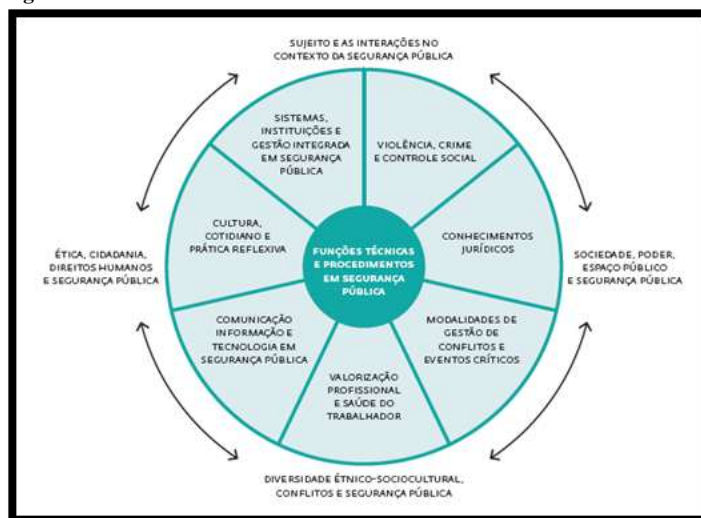 SUJEITO E AS INTERAÇÕES NO
CONTEXTO DA SEGURANÇA PÚBLICA
SISTEMAS,
INSTITUIÇÕES E
GESTÃO INTEGRADA
EM SEGURANÇA
PÚBLICA
VIOLÊNCIA, CRIME
E CONTROLE SOCIAL
CULTURA,
COTIDIANO E
PRÁTICA REFLEXIVA
FUNÇÕES TÉCNICAS
E PROCEDIMENTOS
EM SEGURANÇA
PÚBLICA
CONHECIMENTOS
JURÍDICOS
ÉTICA, CIDADANIA,
DIREITOS HUMANOS
E SEGURANÇA PÚBLICA
SOCIEDADE, PODER,
ESPAÇO PÚBLICO
E SEGURANÇA PÚBLICA
COMUNICAÇÃO
INFORMAÇÃO E
TECNOLOGIA EM
SEGURANÇA PÚBLICA
MODALIDADES DE
GESTÃO DE
CONFLITOS E
EVENTOS CRÍTICOS
VALORIZAÇÃO
PROFISSIONAL
E SAÚDE DO
TRABALHADOR
DIVERSIDADE ÉTNICO-SOCIOCULTURAL,
CONFLITOS E SEGURANÇA PÚBLICA